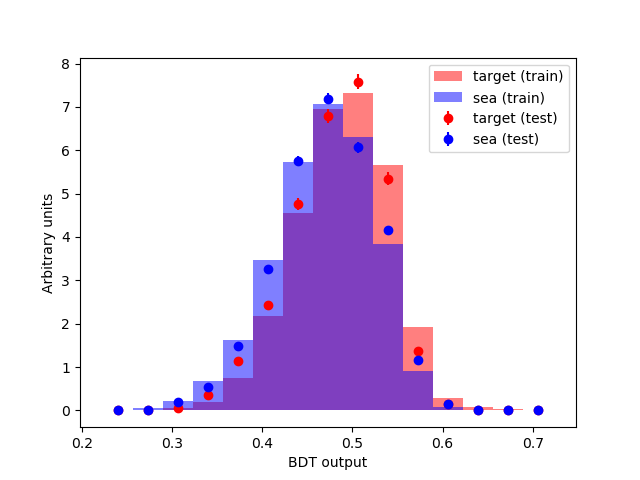 8
7
6
5
4
3
2
1
0
Arbitrary units
target (train)
sea (train)
target (test)
sea (test)
0.2 0.3 0.4 0.5 0.6 0.7
BDT output